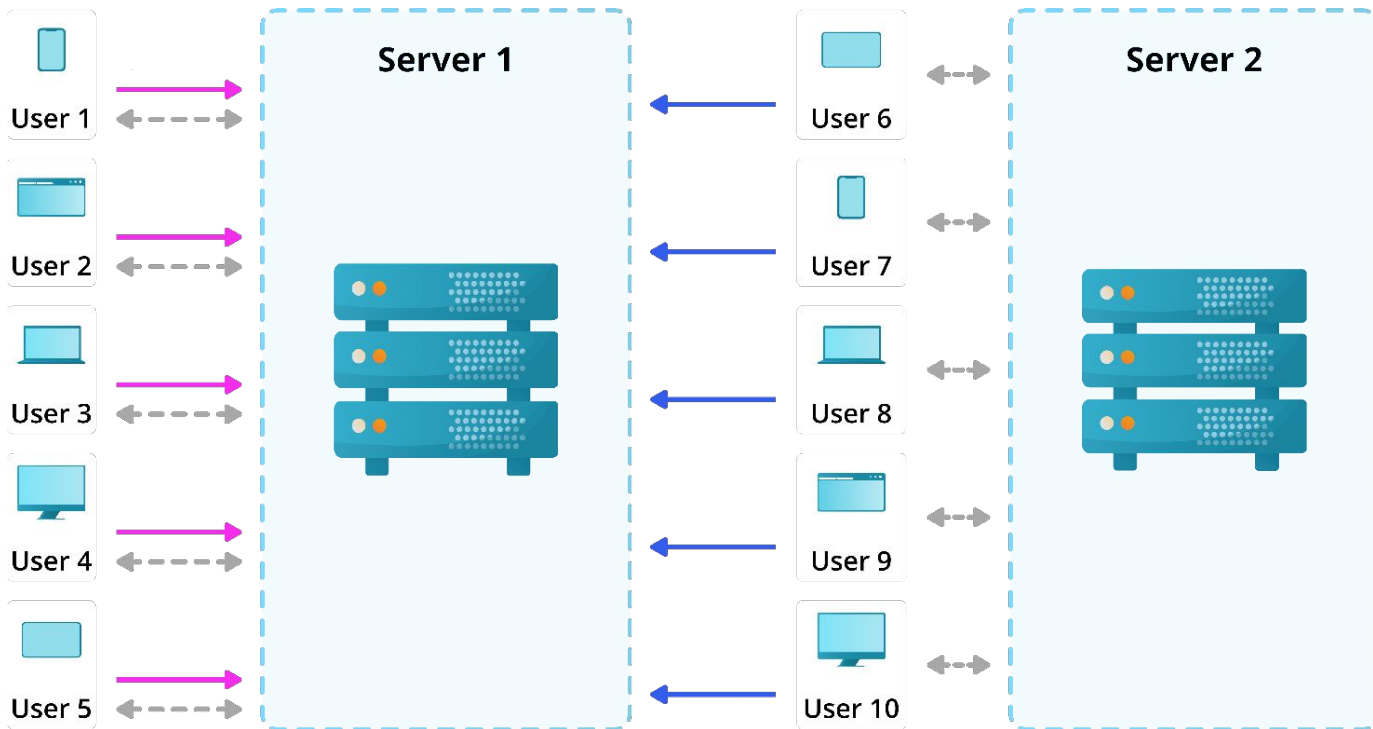 Server 1
Server 2
User 1
User 2
User 3
User 4
User 5
User 6
User 7
User 8
User 9
User 10